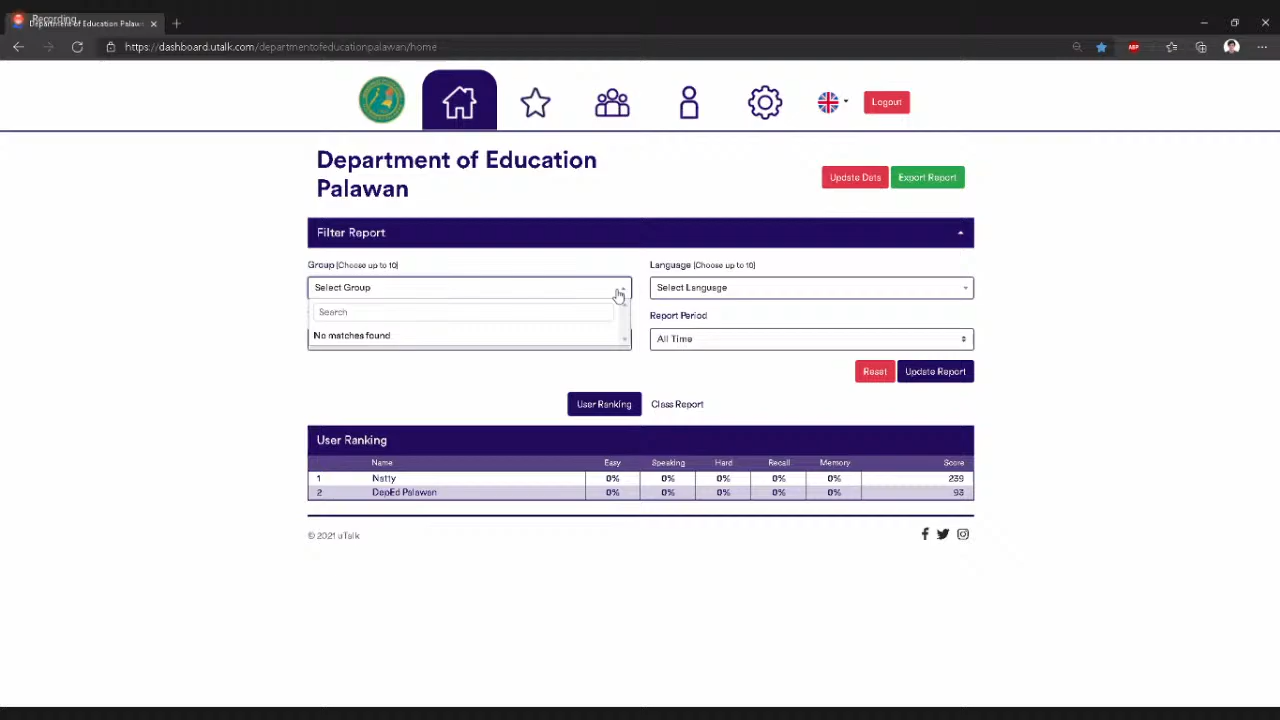 Recording
Department of Education Palaw
https://dashboard.utalk.com/departmentofeducationpalawan/home
ABP
Logout
Department of Education
Palawan
Update Data Export Report
Filter Report
Group [Choose up to 10] Language [Choose up to 10]
Select Group Select Language
Search
Report Period
No matches found All Time
Reset Update Report
User Ranking Class Report
User Ranking
Name Easy Speaking Hard Recall Memory Score
1 Natty 0% 0% 0% 0% 0% 239
2 DepEd Palawan 0% 0% 0% 0% 0% 93
© 2021 uTalk